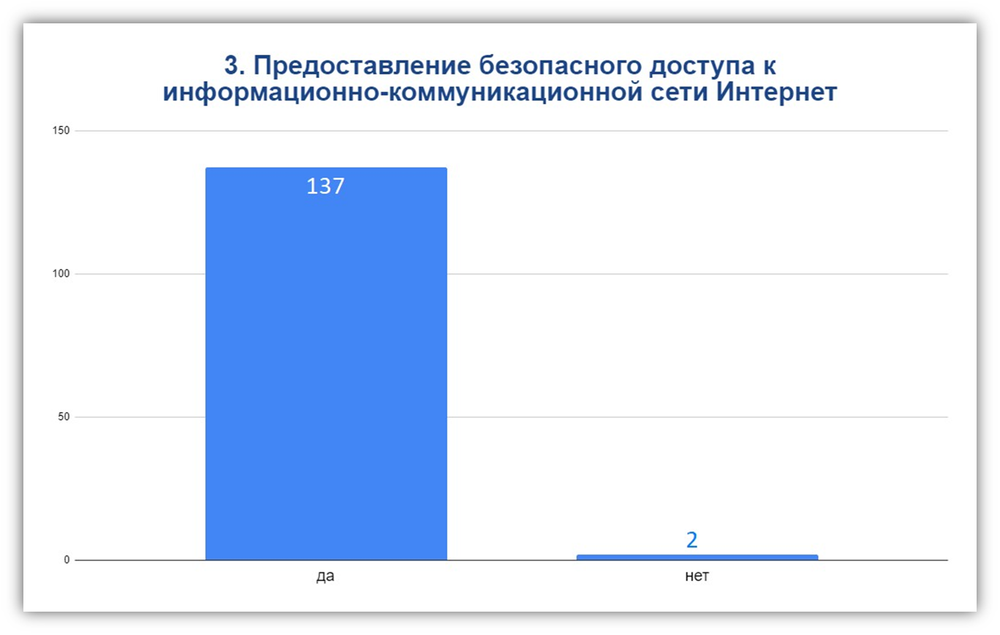 3. Предоставление безопасного доступа к
информационно-коммуникационной сети Интернет
150
137
100
50
2
0
да
нет